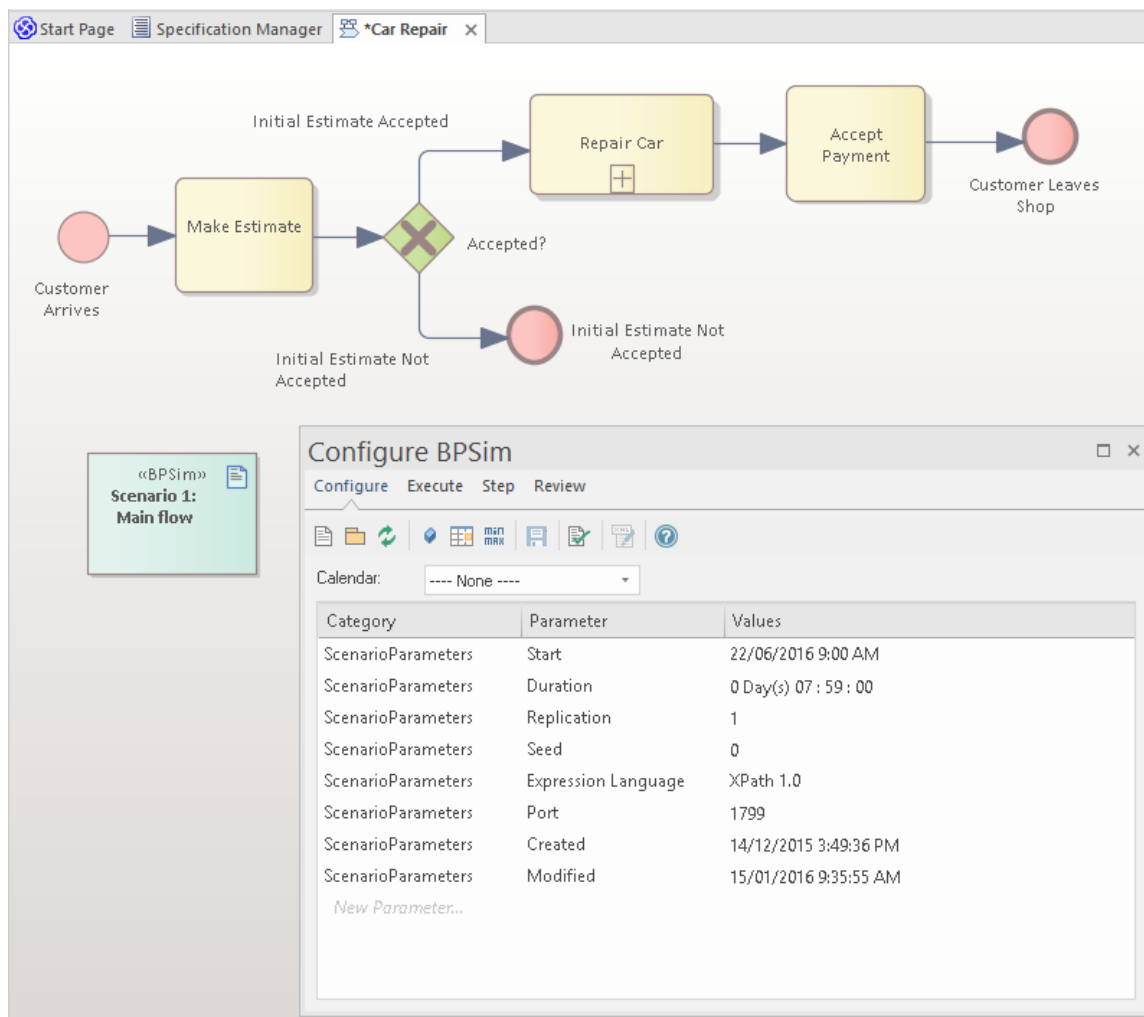 Start Page Specification Manager *Car Repair
Initial Estimate Accepted
Repair Car
Accept
Payment
Customer Leaves
Shop
Make Estimate
Accepted?
Customer
Arrives
Initial Estimate Not
Accepted
Initial Estimate Not
Accepted
«BPSim»
Scenario 1:
Main flow
Configure BPSim
Configure Execute Step Review
min
max
XML
Calendar: ---- None ----
Category Parameter Values
ScenarioParameters Start 22/06/2016 9:00 AM
ScenarioParameters Duration 0 Day(s) 07 : 59 : 00
ScenarioParameters Replication 1
ScenarioParameters Seed 0
ScenarioParameters Expression Language XPath 1.0
ScenarioParameters Port 1799
ScenarioParameters Created 14/12/2015 3:49:36 PM
ScenarioParameters Modified 15/01/2016 9:35:55 AM
New Parameter...